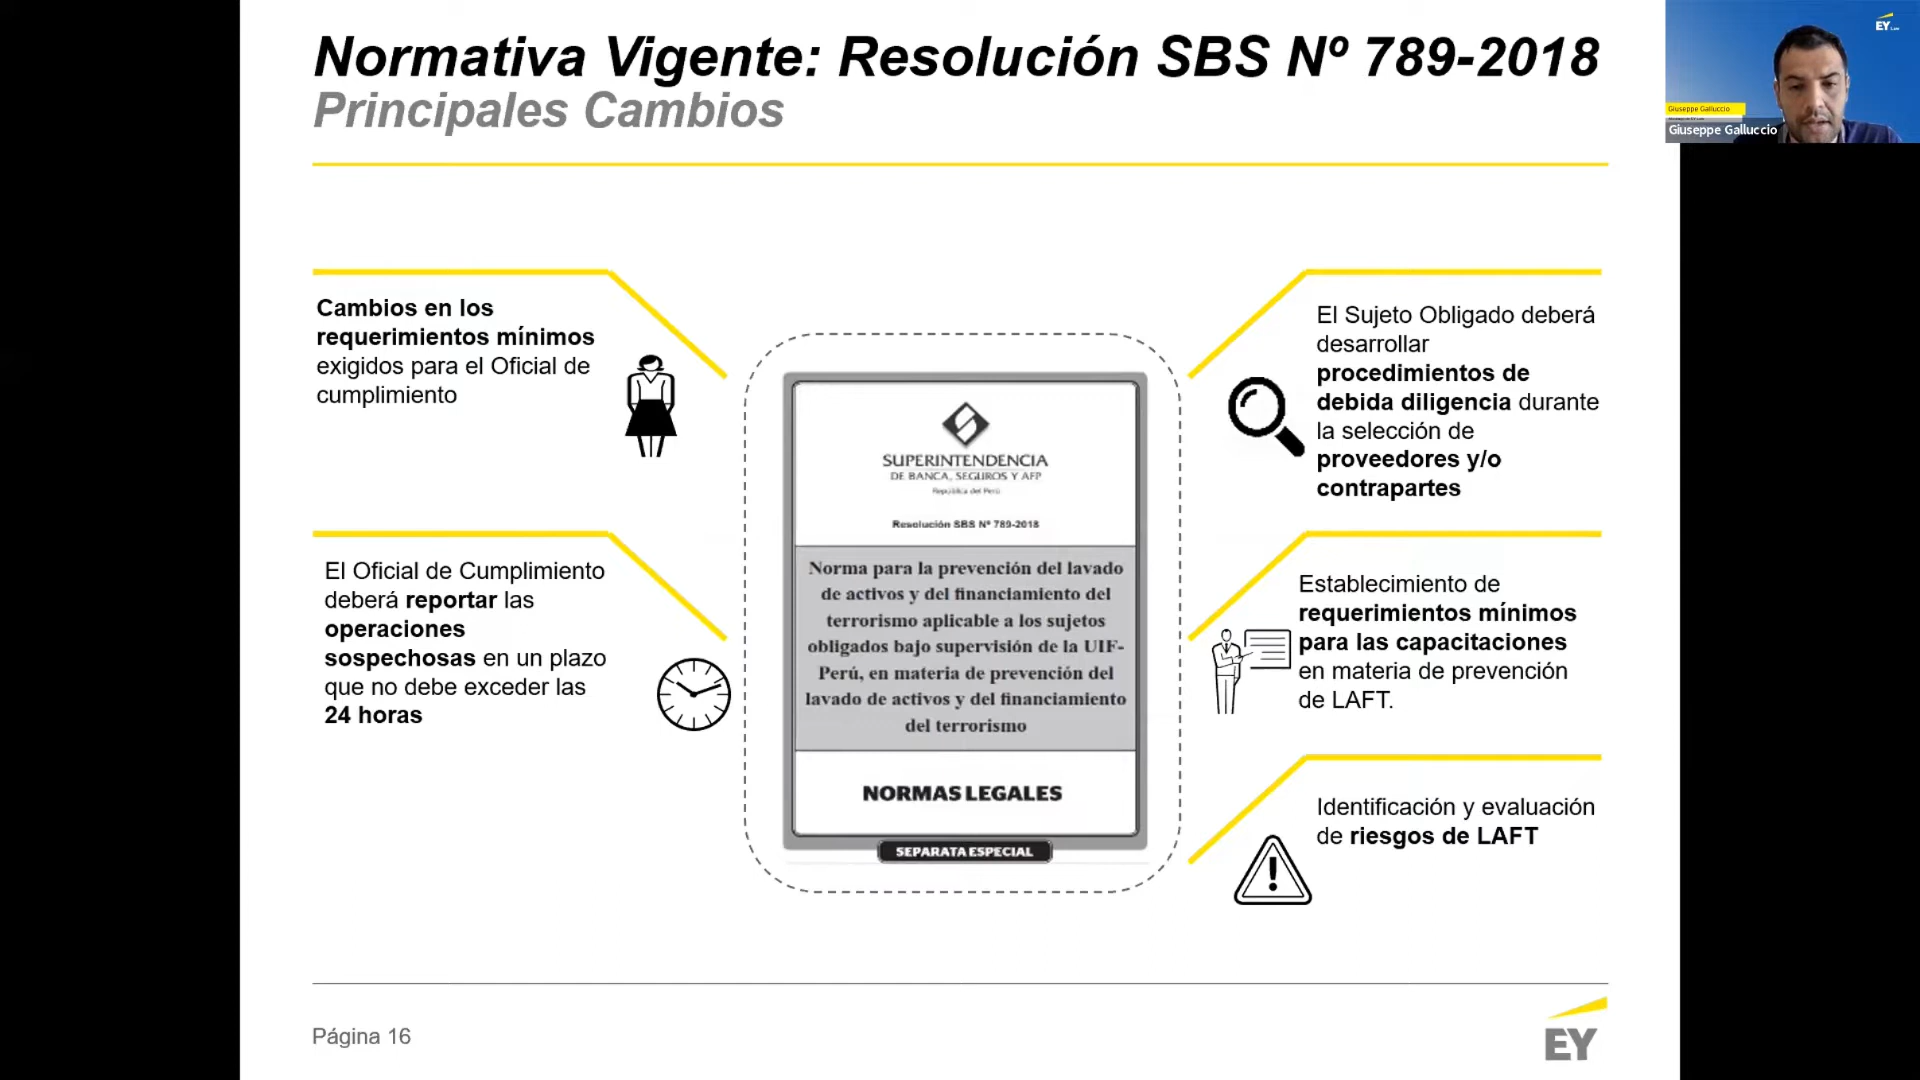 Normativa Vigente: Resolución SBS Nº 789-2018
Principales Cambios
EY
Giuseppe Galluccio
Giuseppe Galluccio
Cambios en los
requerimientos mínimos
exigidos para el Oficial de
cumplimiento
El Oficial de Cumplimiento
deberá reportar las
operaciones
sospechosas en un plazo
que no debe exceder las
24 horas
SUPERINTENDENCIA
DE BANCA, SEGUROS Y AFP
República del Perú
Resolución SBS Nº 789-2018
Norma para la prevención del lavado
de activos y del financiamiento del
terrorismo aplicable a los sujetos
obligados bajo supervisión de la UIF-
Perú, en materia de prevención del
lavado de activos y del financiamiento
del terrorismo
NORMAS LEGALES
SEPARATA ESPECIAL
El Sujeto Obligado deberá
desarrollar
procedimientos de
debida diligencia durante
la selección de
proveedores y/o
contrapartes
Establecimiento de
requerimientos mínimos
para las capacitaciones
en materia de prevención
de LAFT.
Identificación y evaluación
de riesgos de LAFT
Página 16
EY